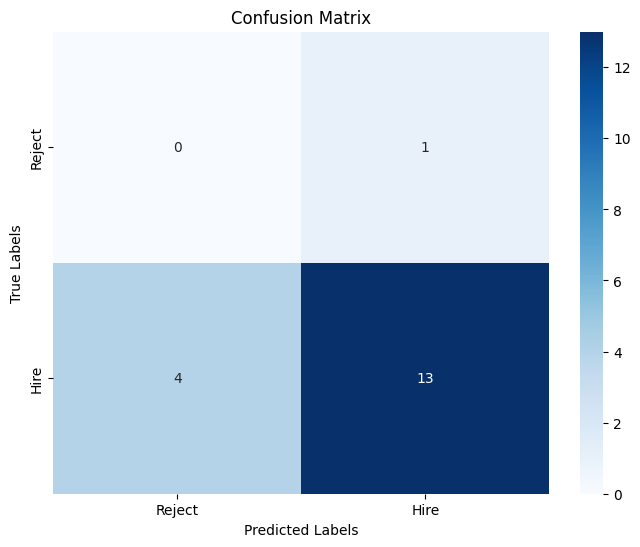 Confusion Matrix
True Labels
Reject
0
1
Hire
4
13
Reject
Hire
Predicted Labels
12
10
8
6
4
2
0